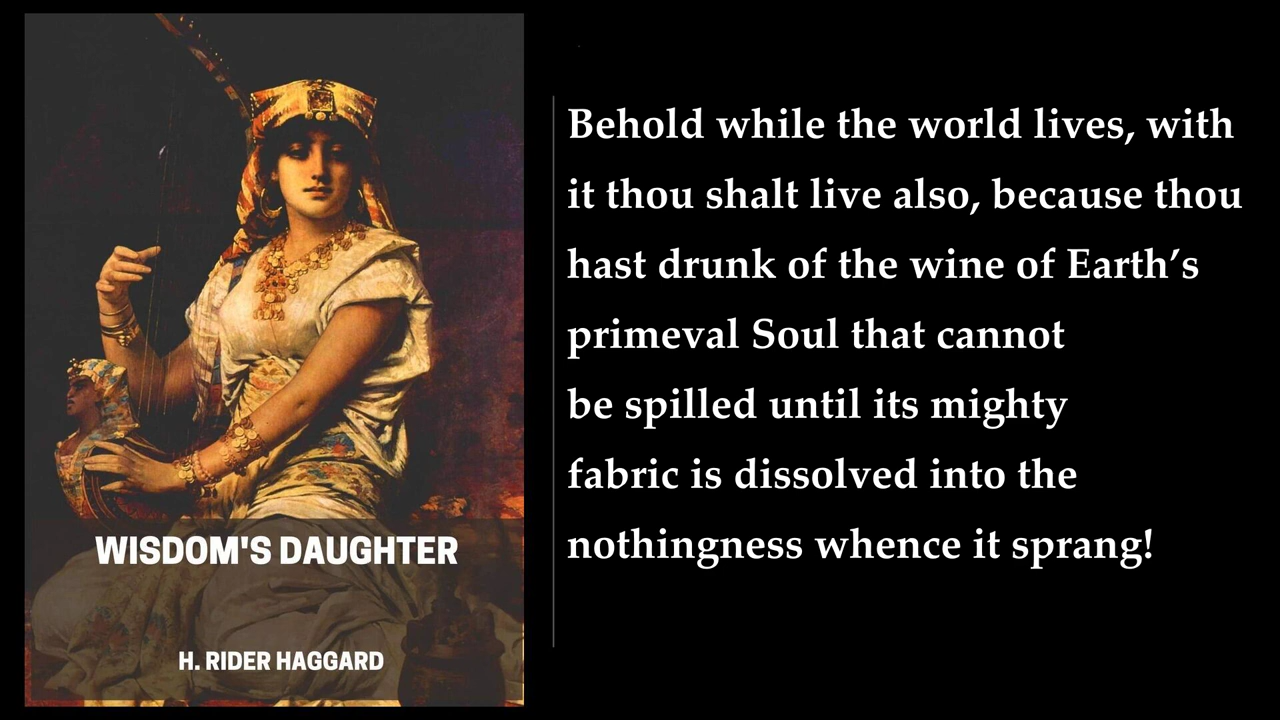 WISDOM'S DAUGHTER
H. RIDER HAGGARD
Behold while the world lives, with
it thou shalt live also, because thou
hast drunk of the wine of Earth’s
primeval Soul that cannot
be spilled until its mighty
fabric is dissolved into the
nothingness whence it sprang!